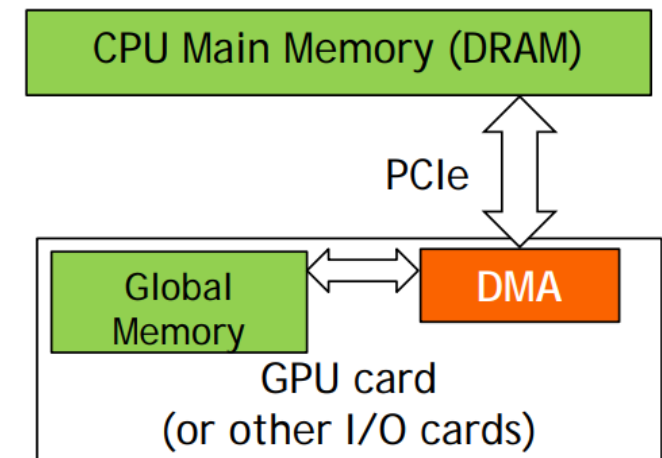 CPU Main Memory (DRAM)
PCIe
Global
Memory
DMA
GPU card
(or other I/O cards)